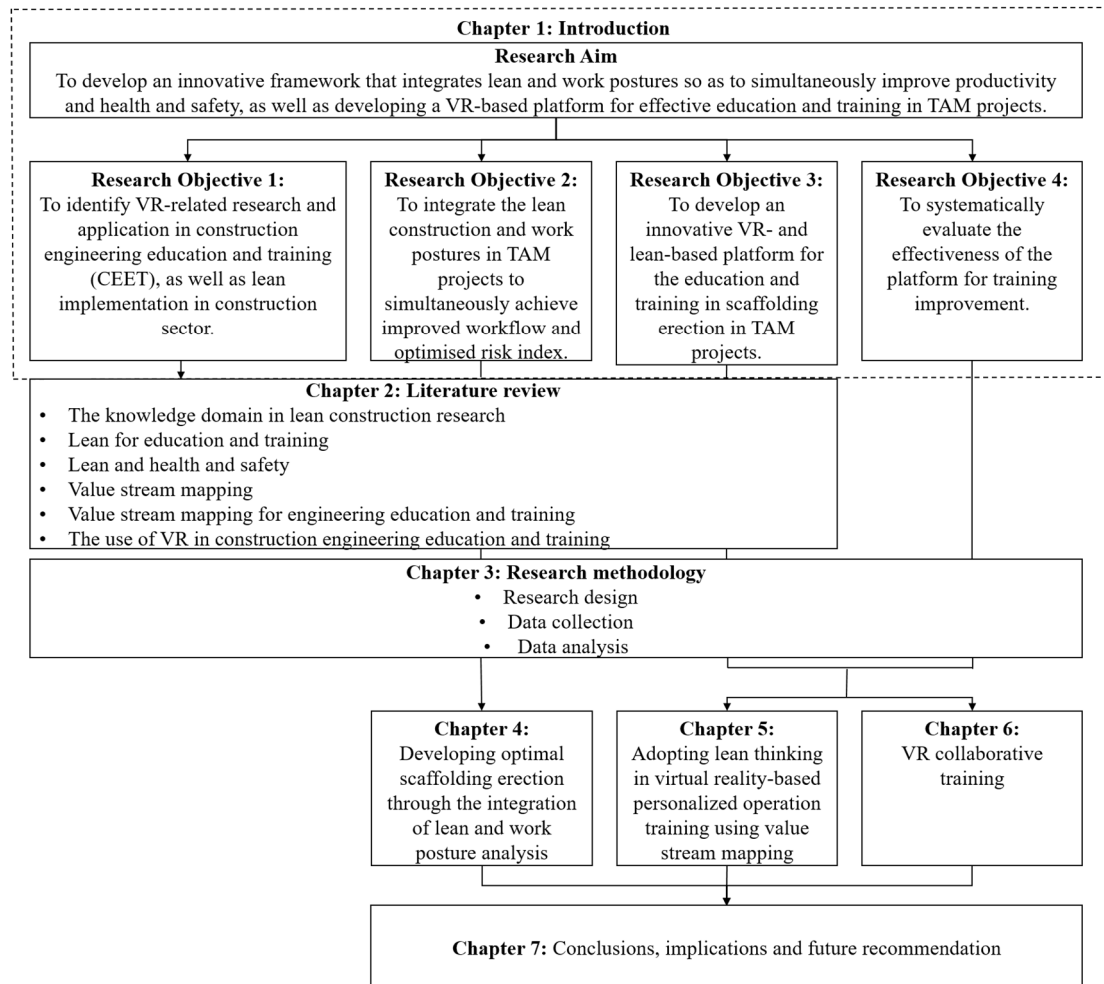 Chapter 1: Introduction
Research Aim
To develop an innovative framework that integrates lean and work postures so as to simultaneously improve productivity
and health and safety, as well as developing a VR-based platform for effective education and training in TAM projects.
Research Objective 1:
To identify VR-related research and
application in construction
engineering education and training
(CEET), as well as lean
implementation in construction
sector.
Research Objective 2:
To integrate the lean
construction and work
postures in TAM
projects to
simultaneously achieve
improved workflow and
optimised risk index.
Research Objective 3:
To develop an
innovative VR- and
lean-based platform for
the education and
training in scaffolding
erection in TAM
projects.
Research Objective 4:
To systematically
evaluate the
effectiveness of the
platform for training
improvement.
Chapter 2: Literature review
• The knowledge domain in lean construction research
• Lean for education and training
• Lean and health and safety
• Value stream mapping
• Value stream mapping for engineering education and training
• The use of VR in construction engineering education and training
Chapter 3: Research methodology
• Research design
• Data collection
• Data analysis
Chapter 4:
Developing optimal
scaffolding erection
through the integration
of lean and work
posture analysis
Chapter 5:
Adopting lean thinking
in virtual reality-based
personalized operation
training using value
stream mapping
Chapter 6:
VR collaborative
training
Chapter 7: Conclusions, implications and future recommendation